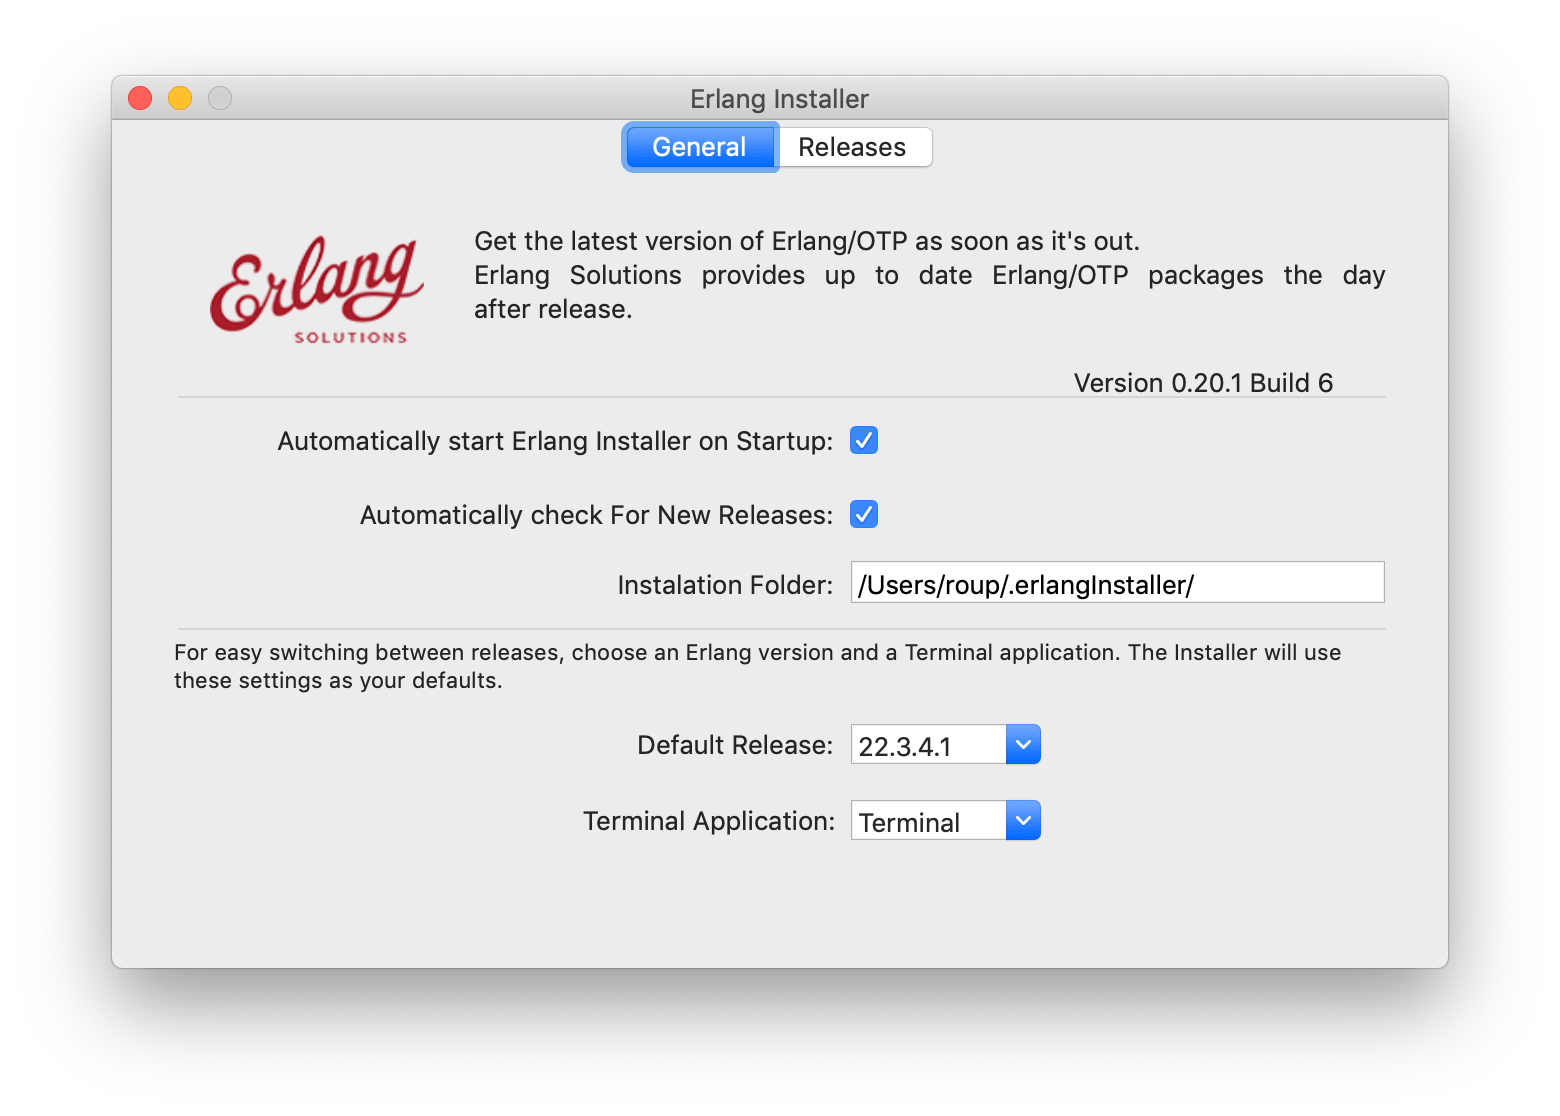 Erlang Installer
General
Releases
Erlang
SOLUTIONS
Get the latest version of Erlang/OTP as soon as it's out.
Erlang Solutions provides up to date Erlang/OTP packages the day
after release.
Version 0.20.1 Build 6
Automatically start Erlang Installer on Startup:
Automatically check For New Releases:
Instalation Folder:
/Users/roup/.erlangInstaller/
For easy switching between releases, choose an Erlang version and a Terminal application. The Installer will use
these settings as your defaults.
Default Release:
22.3.4.1
Terminal Application:
Terminal